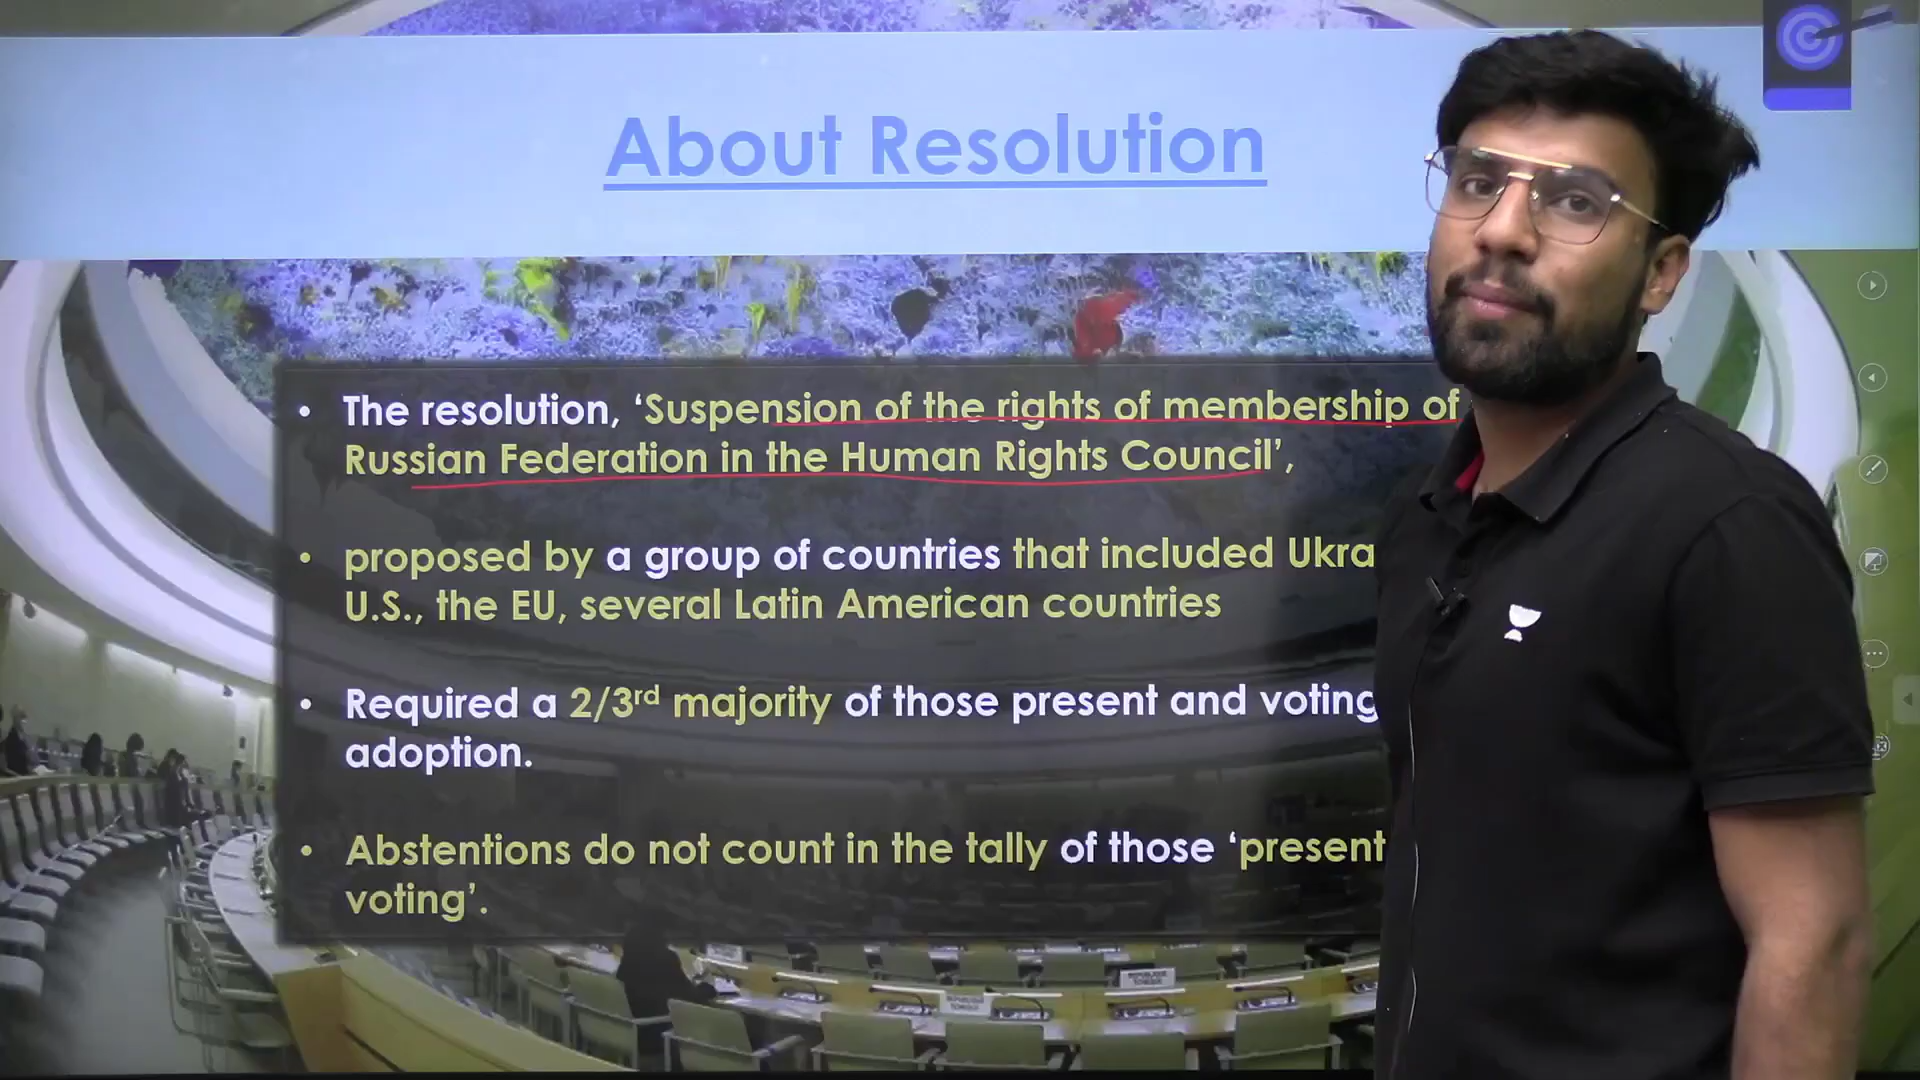 About Resolution
• The resolution, ‘Suspension of the rights of membership of
Russian Federation in the Human Rights Council’,
• proposed by a group of countries that included Ukra
U.S., the EU, several Latin American countries
• Required a 2/3rd majority of those present and voting
adoption.
• Abstentions do not count in the tally of those ‘present
voting’.